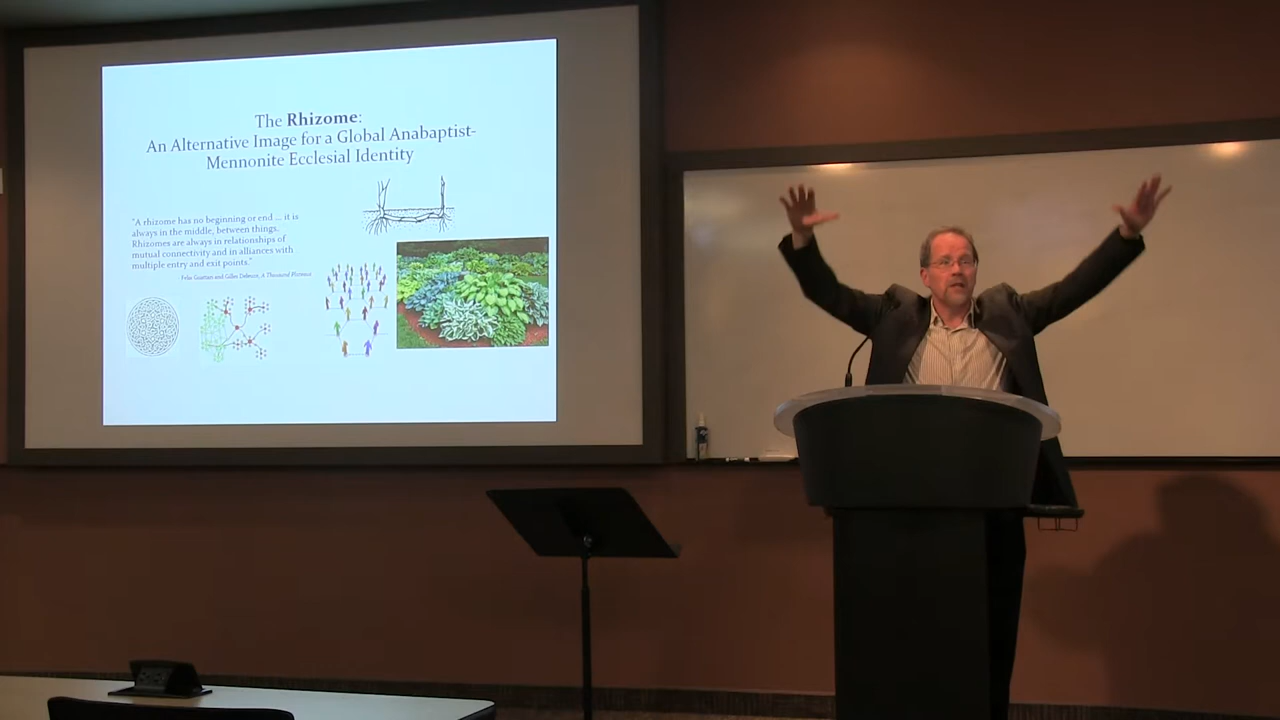 The Rhizome:
An Alternative Image for a Global Anabaptist-
Mennonite Ecclesial Identity
"A rhizome has no beginning or end ... it is
always in the middle, between things.
Rhizomes are always in relationships of
mutual connectivity and in alliances with
multiple entry and exit points."
Felix Guattari and Gilles Deleuze, A Thousand Plateaus